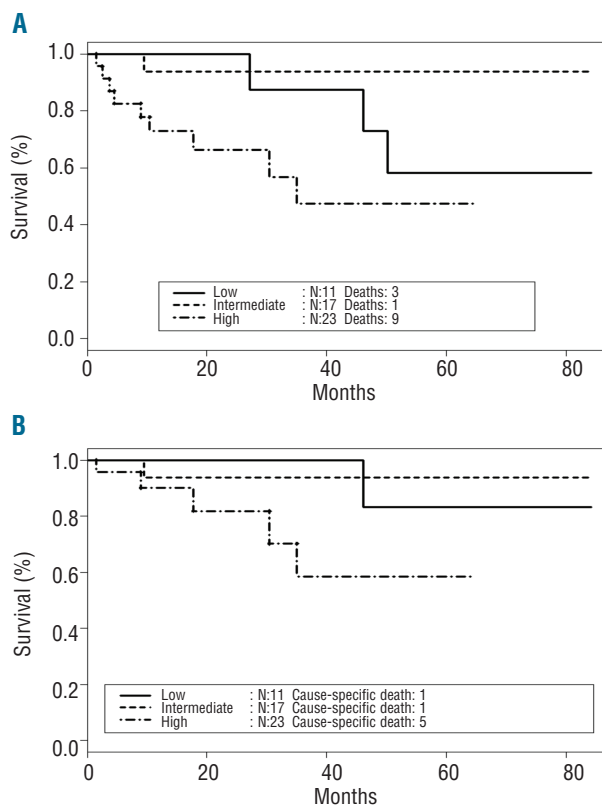 A
Survival (%)
1.0
0.8
0.6
0.4
0.2
0.0
Low : N:11 Deaths: 3
Intermediate : N:17 Deaths: 1
High : N:23 Deaths: 9
0 20 40 60 80
Months
B
Survival (%)
1.0
0.8
0.6
0.4
0.2
0.0
Low : N:11 Cause-specific death: 1
Intermediate : N:17 Cause-specific death: 1
High : N:23 Cause-specific death: 5
0 20 40 60 80
Months